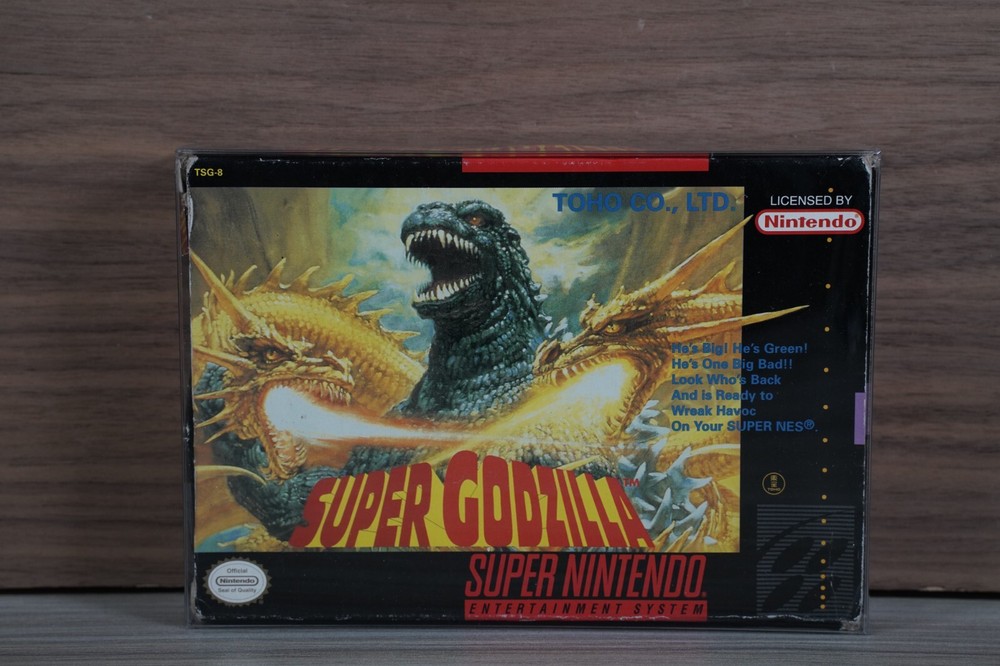 TSG-8
TOHO CO., LTD.
LICENSED BY
Nintendo
He's Big! He's Green!
He's One Big Bad!!
Look Who's Back
And is Ready to
Wreak Havoc
On Your SUPER NES®.
SUPER GODZILLA™
Official
Nintendo
Seal of Quality
SUPER NINTENDO.
ENTERTAINMENT SYSTEM